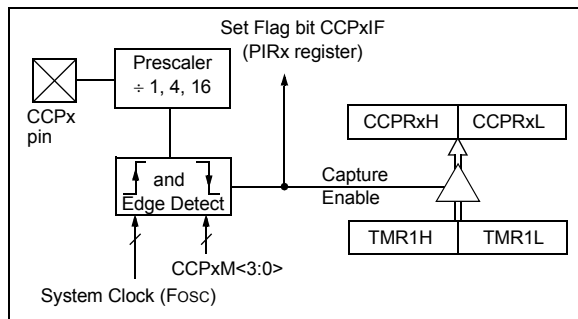 Set Flag bit CCPxIF
(PIRx register)
Prescaler
÷ 1, 4, 16
CCPx
pin
CCPRxH
CCPRxL
and
Edge Detect
Capture
Enable
TMR1H
TMR1L
CCPxM<3:0>
System Clock (FOSC)